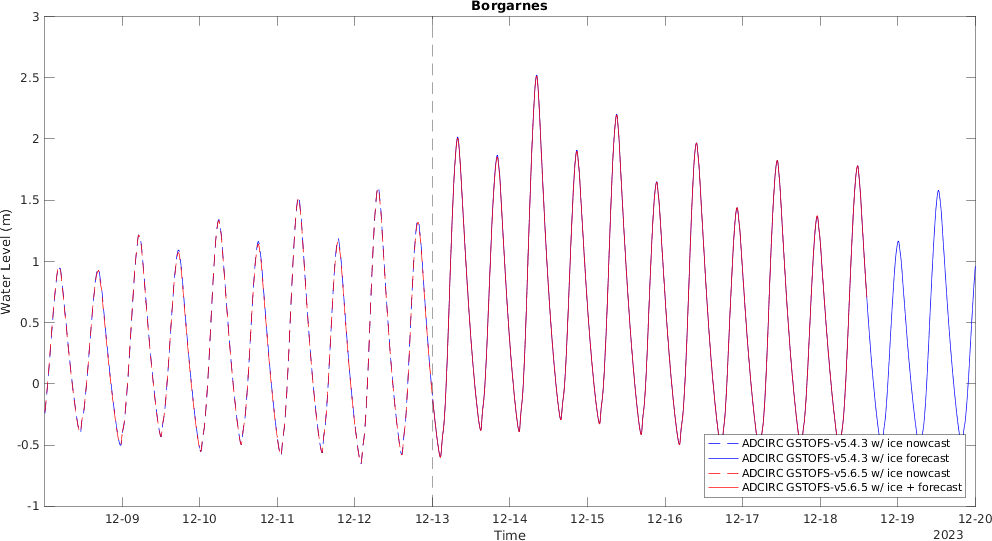 Borgarnes
3
2.5
2
1.5
1
0.5
0
-0.5
-1
Water Level (m)
12-09 12-10 12-11 12-12 12-13 12-14 12-15 12-16 12-17 12-18 12-19 12-20
Time
2023
ADCIRC GSTOFS-v5.4.3 w/ ice nowcast
ADCIRC GSTOFS-v5.4.3 w/ ice forecast
ADCIRC GSTOFS-v5.6.5 w/ ice nowcast
ADCIRC GSTOFS-v5.6.5 w/ ice + forecast